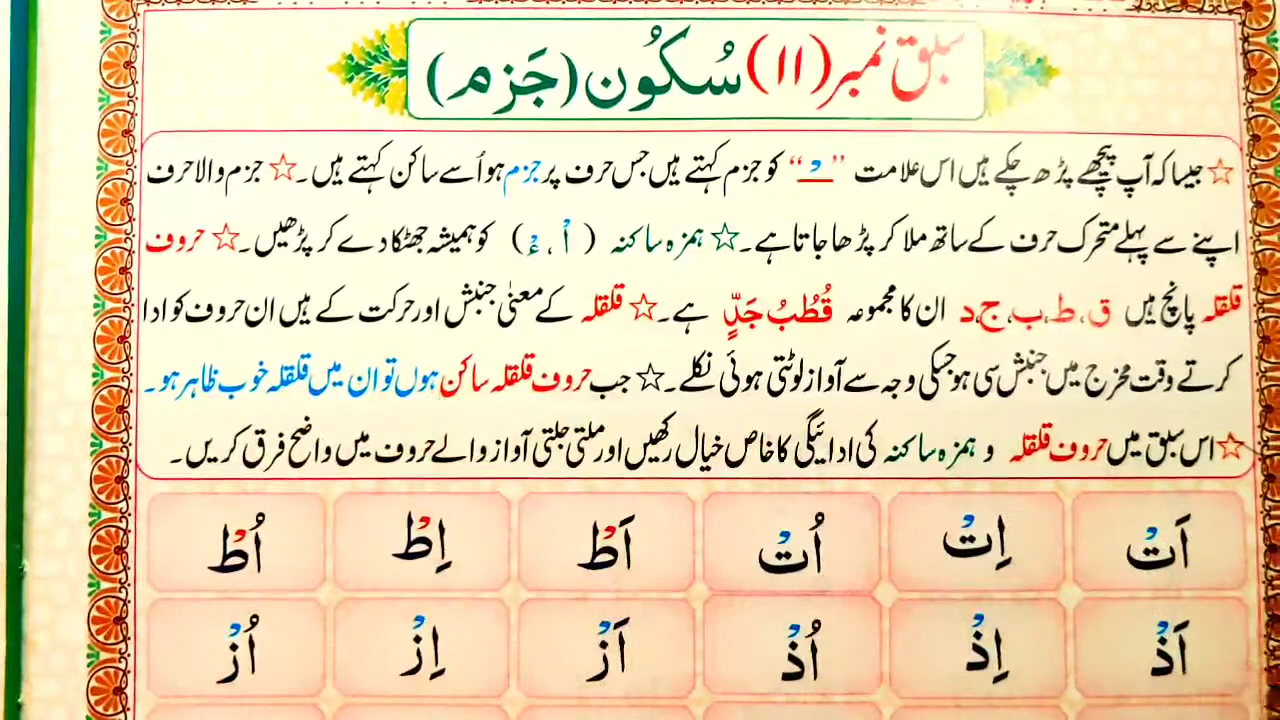 سبق نمبر (۱۱) سُکُون (جَزم)
☆ جیسا کہ آپ پیچھے پڑھ چکے ہیں اس علامت ”ـْـ“ کو جزم کہتے ہیں جس حرف پر جزم ہو اُسے ساکن کہتے ہیں۔ ☆ جزم والا حرف
اپنے سے پہلے متحرک حرف کے ساتھ ملا کر پڑھا جاتا ہے۔ ☆ ہمزہ ساکنہ (أْ، ءْ) کو ہمیشہ جھٹکا دے کر پڑھیں۔ ☆ حروف
قلقلہ پانچ ہیں ق، ط، ب، ج، د ان کا مجموعہ قُطُبُ جَدٍّ ہے۔ ☆ قلقلہ کے معنیٰ جنبش اور حرکت کے ہیں ان حروف کو ادا
کرتے وقت مخرج میں جنبش سی ہو جسکی وجہ سے آواز لوٹتی ہوئی نکلے۔ ☆ جب حروف قلقلہ ساکن ہوں تو ان میں قلقلہ خوب ظاہر ہو۔
☆ اس سبق میں حروف قلقلہ و ہمزہ ساکنہ کی ادائیگی کا خاص خیال رکھیں اور ملتی جلتی آواز والے حروف میں واضح فرق کریں۔
اَتْ اِتْ اُتْ اَطْ اِطْ اُطْ
اَذْ اِذْ اُذْ اَزْ اِزْ اُزْ